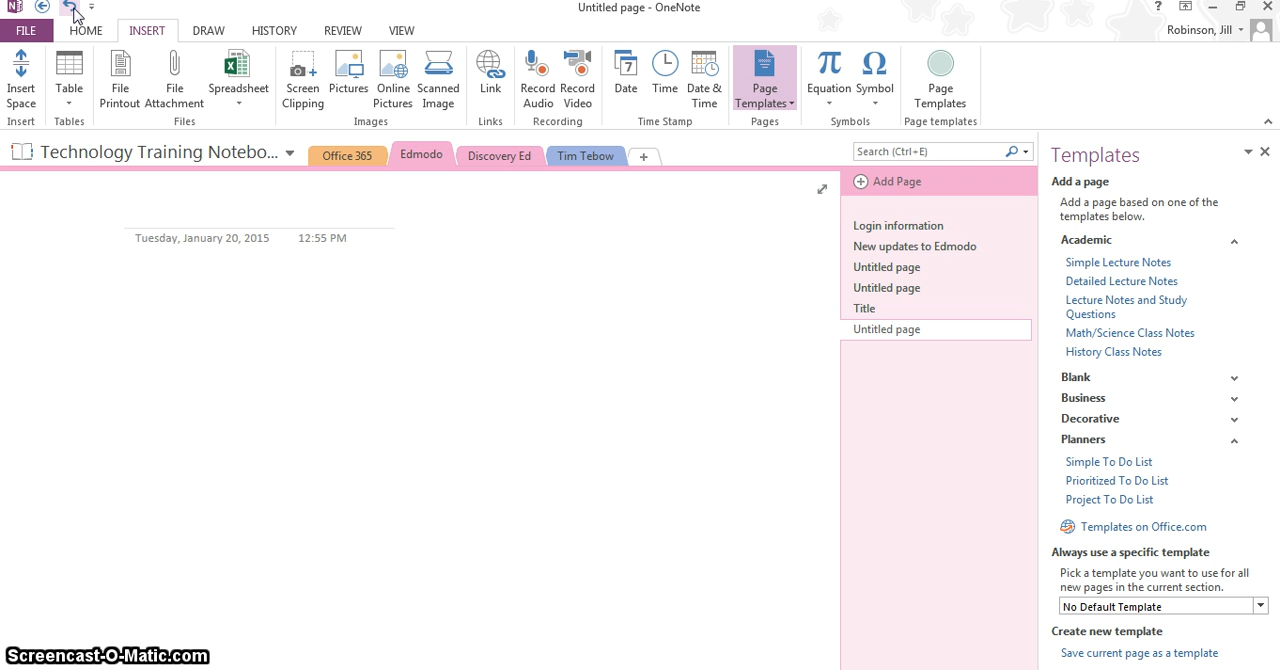 Untitled page - OneNote
?
FILE HOME INSERT DRAW HISTORY REVIEW VIEW
Robinson, Jill
Insert Space
Table
File Printout
File Attachment
Spreadsheet
Screen Clipping
Pictures
Online Pictures
Scanned Image
Link
Record Audio
Record Video
Date
Time
Date & Time
Page Templates
Equation
Symbol
Page Templates
Insert Tables Files Images Links Recording Time Stamp Pages Symbols Page templates
Technology Training Notebo...
Office 365
Edmodo
Discovery Ed
Tim Tebow
+
Search (Ctrl+E)
Add Page
Tuesday, January 20, 2015 12:55 PM
Login information
New updates to Edmodo
Untitled page
Untitled page
Title
Untitled page
Templates
Add a page
Add a page based on one of the
templates below.
Academic
Simple Lecture Notes
Detailed Lecture Notes
Lecture Notes and Study
Questions
Math/Science Class Notes
History Class Notes
Blank
Business
Decorative
Planners
Simple To Do List
Prioritized To Do List
Project To Do List
Templates on Office.com
Always use a specific template
Pick a template you want to use for all
new pages in the current section.
No Default Template
Create new template
Save current page as a template
Screencast-O-Matic.com